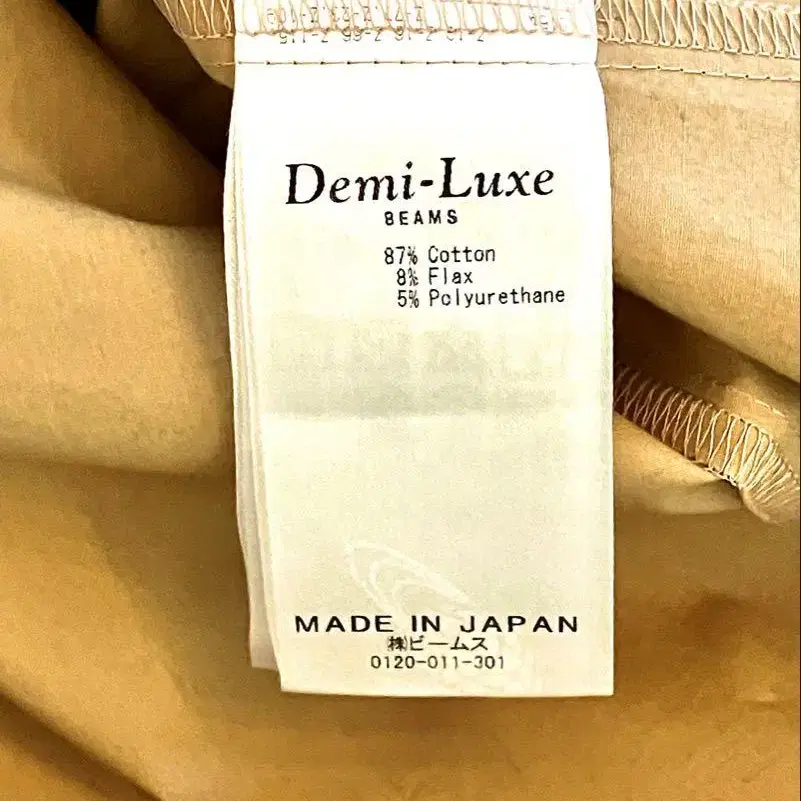 Demi-Luxe
BEAMS
87% Cotton
8% Flax
5% Polyurethane
MADE IN JAPAN
㈱ビームス
0120-011-301